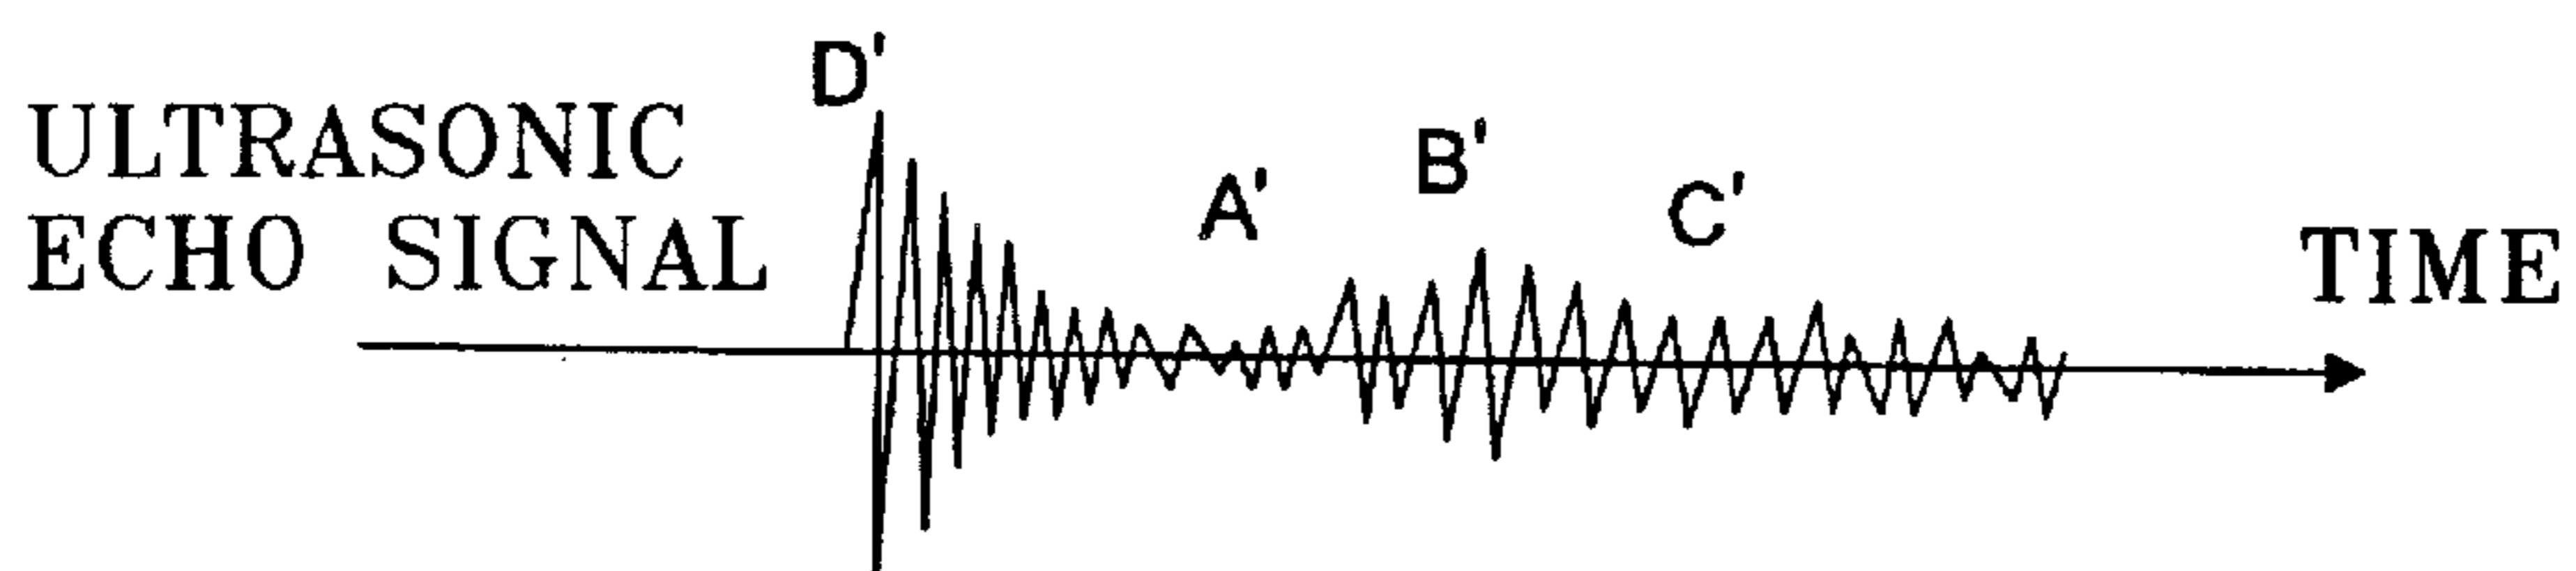 D'
ULTRASONIC
ECHO SIGNAL
A'
B'
C'
TIME